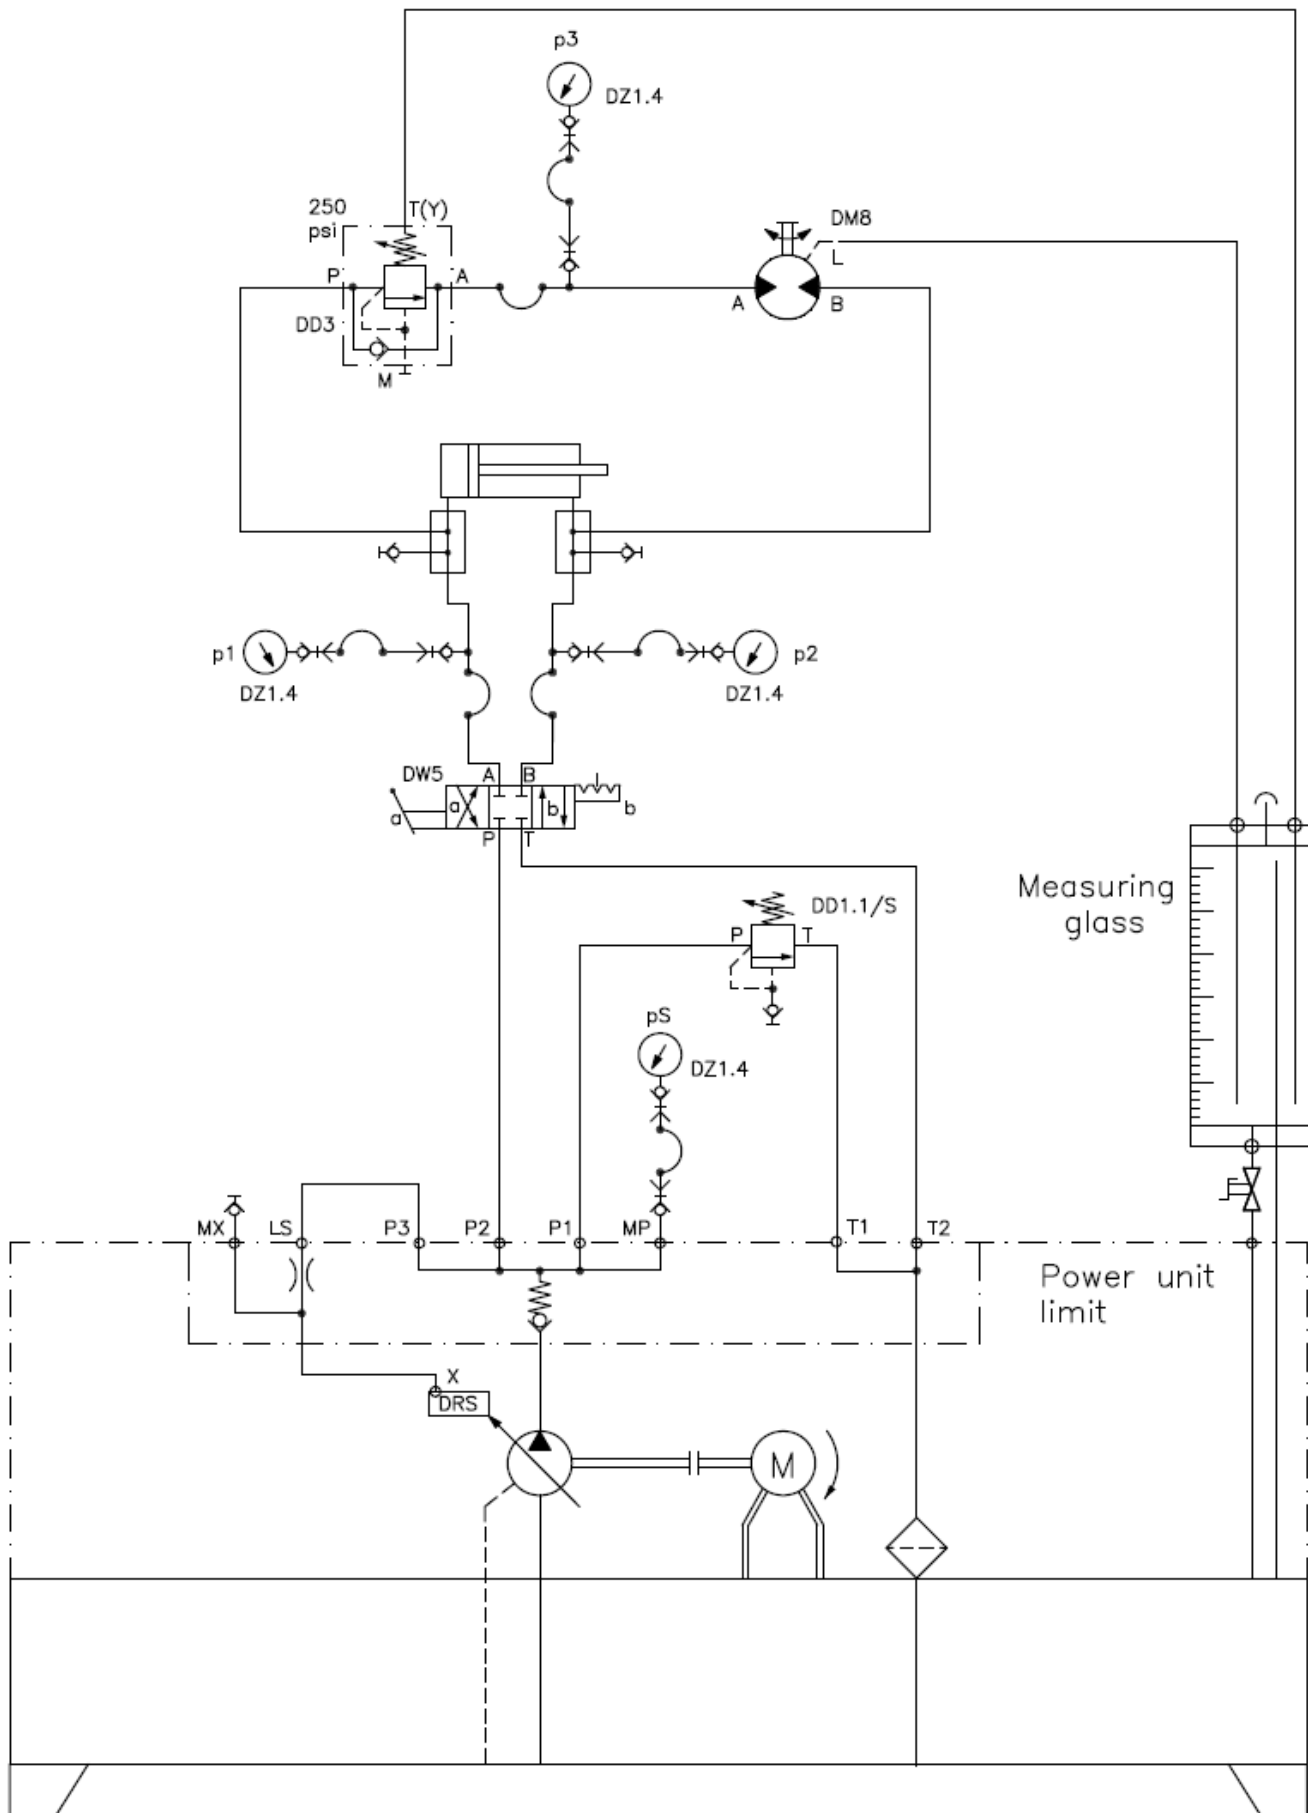 p3
DZ1.4
250
psi
T(Y)
DM8
L
P
A
A
B
DD3
M
p1
DZ1.4
p2
DZ1.4
DW5
A
B
a
a
b
b
P
T
Measuring
glass
DD1.1/S
P
T
pS
DZ1.4
MX
LS
P3
P2
P1
MP
T1
T2
Power unit
limit
X
DRS
M